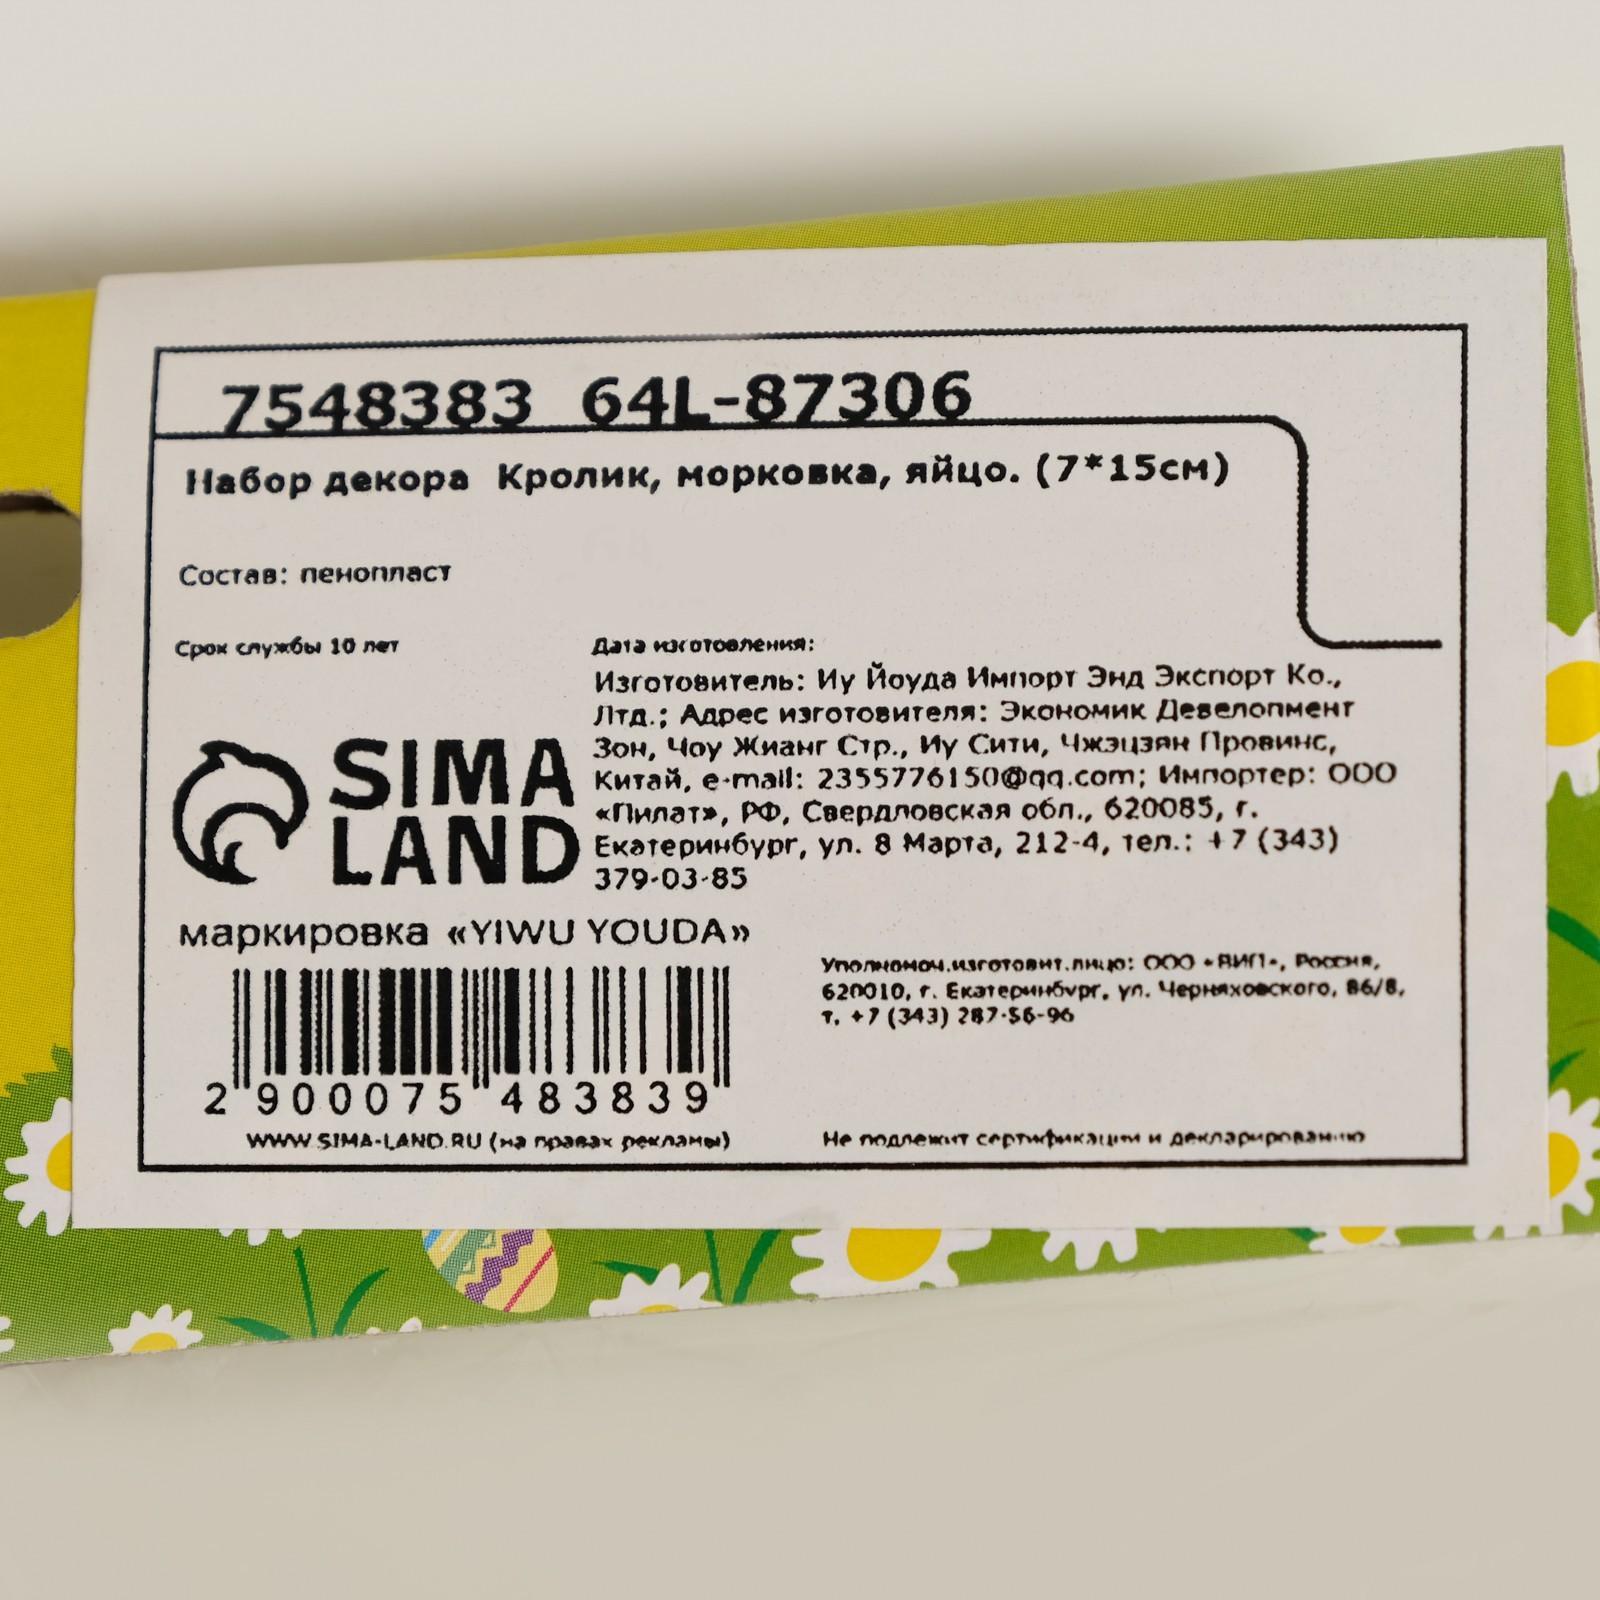 7548383 64L-87306
Набор декора Кролик, морковка, яйцо. (7*15см)
Состав: пенопласт
Срок службы 10 лет
Дата изготовления:
Изготовитель: Иу Йоуда Импорт Энд Экспорт Ко.,
Лтд.; Адрес изготовителя: Экономик Девелопмент
Зон, Чоу Жианг Стр., Иу Сити, Чжэцзян Провинс,
Китай, e-mail: 2355776150@qq.com; Импортер: ООО
«Пилат», РФ, Свердловская обл., 620085, г.
Екатеринбург, ул. 8 Марта, 212-4, тел.: +7 (343)
379-03-85
SIMA
LAND
маркировка «YIWU YOUDA»
Уполномоч.изготовит.лицо: ООО «ВИП», Россия,
620010, г. Екатеринбург, ул. Черняховского, 86/8,
т. +7 (343) 287-56-96
2 900075 483839
WWW.SIMA-LAND.RU (на правах рекламы)
Не подлежит сертификации и декларированию